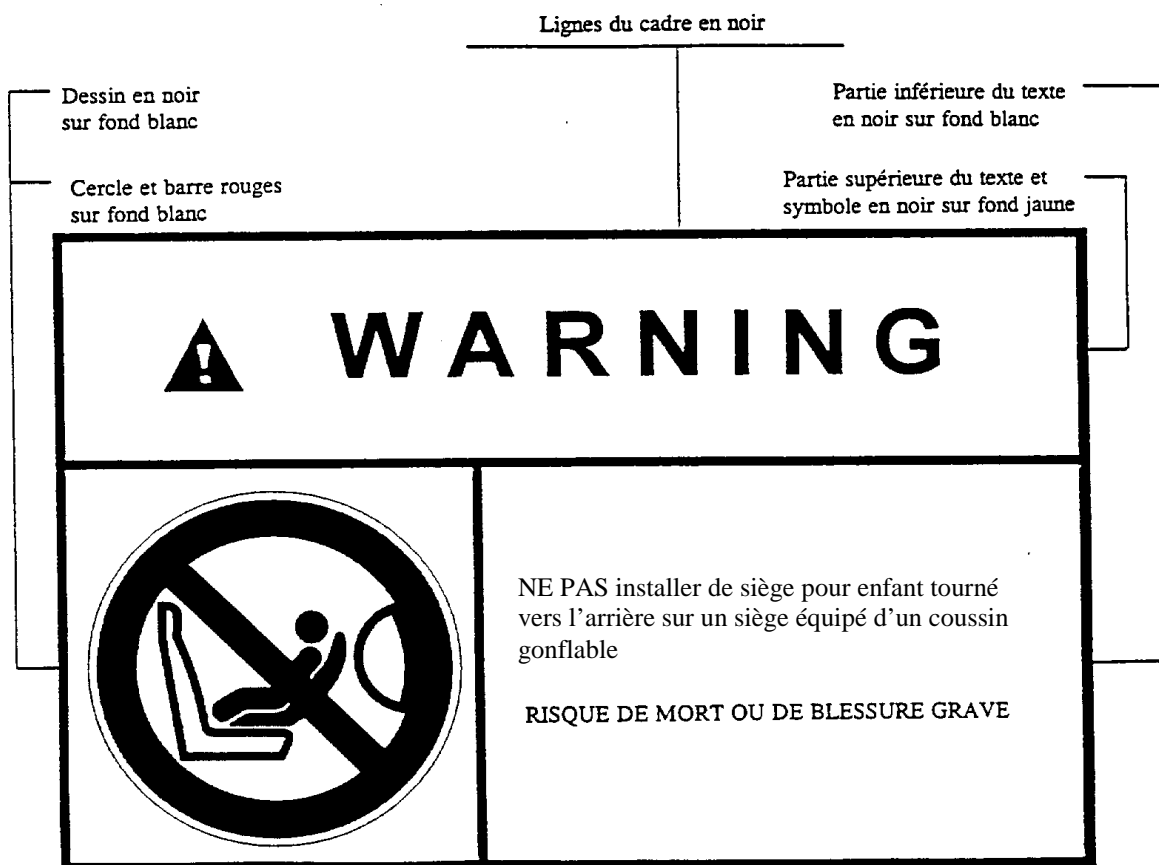 Lignes du cadre en noir
Dessin en noir
sur fond blanc
Partie inférieure du texte
en noir sur fond blanc
Cercle et barre rouges
sur fond blanc
Partie supérieure du texte et
symbole en noir sur fond jaune
! WARNING
NE PAS installer de siège pour enfant tourné
vers l’arrière sur un siège équipé d’un coussin
gonflable
RISQUE DE MORT OU DE BLESSURE GRAVE